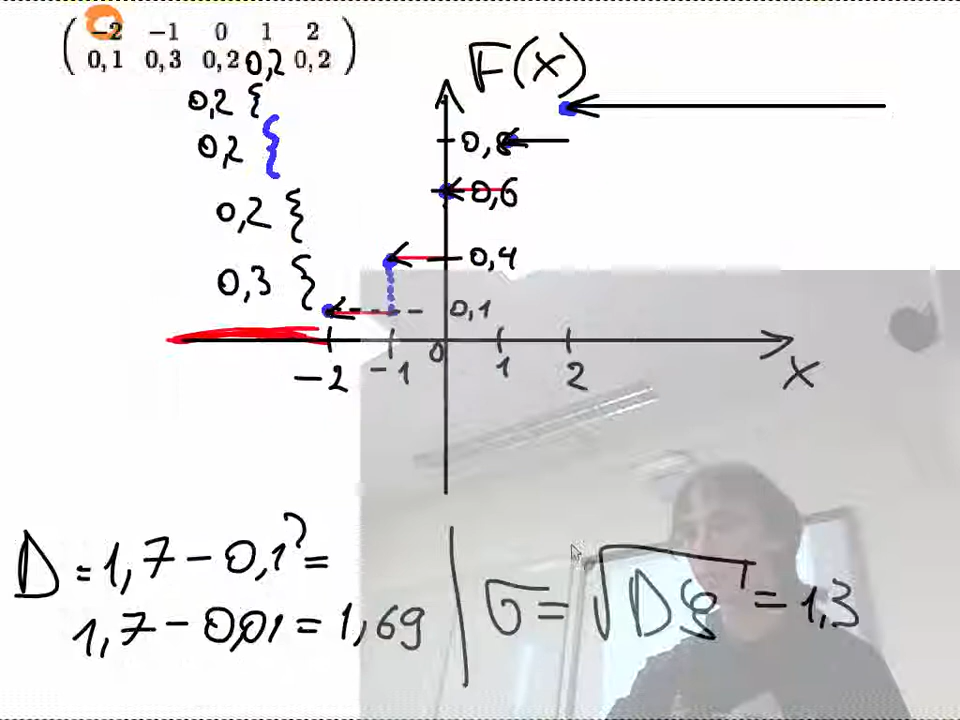 -2 -1 0 1 2
0,1 0,3 0,2 0,2 0,2
F(x)
0,2 {
0,8
0,2 {
0,6
0,2 {
0,4
0,3 {
0,1
0
-2 -1 1 2 x
D = 1,7 - 0,1² =
1,7 - 0,01 = 1,69
σ = √Dξ = 1,3